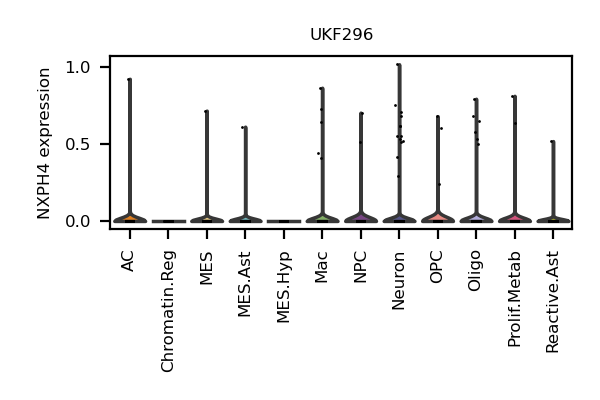 UKF296
NXPH4 expression
1.0
0.5
0.0
AC
Chromatin.Reg
MES
MES.Ast
MES.Hyp
Mac
NPC
Neuron
OPC
Oligo
Prolif.Metab
Reactive.Ast